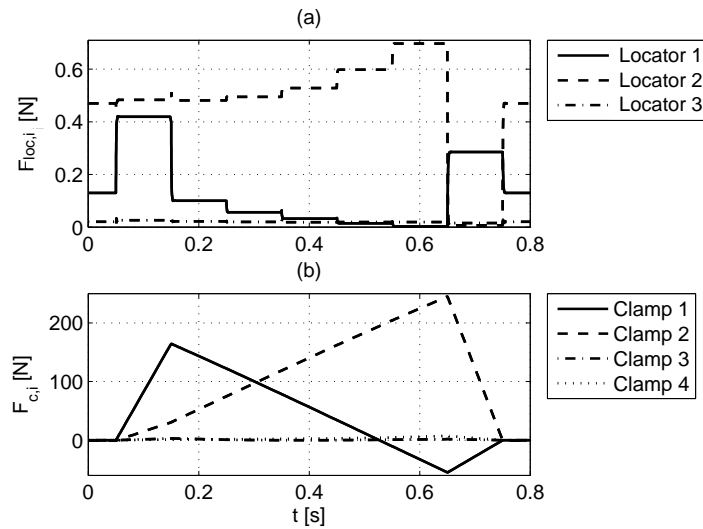 (a)
0.6
0.4
0.2
0
F_loc,i [N]
0 0.2 0.4 0.6 0.8
Locator 1
Locator 2
Locator 3
(b)
200
100
0
F_c,i [N]
0 0.2 0.4 0.6 0.8
t [s]
Clamp 1
Clamp 2
Clamp 3
Clamp 4